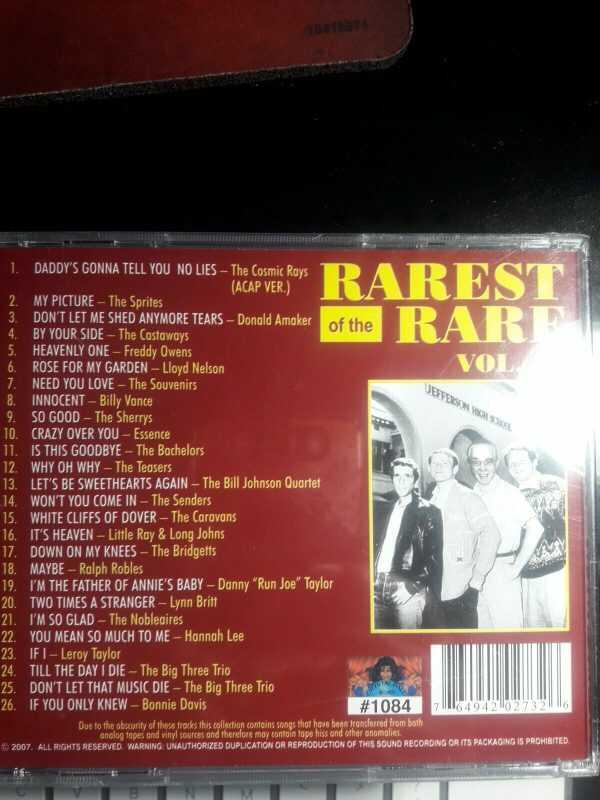 1. DADDY'S GONNA TELL YOU NO LIES – The Cosmic Rays
(ACAP VER.)
2. MY PICTURE – The Sprites
3. DON'T LET ME SHED ANYMORE TEARS – Donald Amaker
4. BY YOUR SIDE – The Castaways
5. HEAVENLY ONE – Freddy Owens
6. ROSE FOR MY GARDEN – Lloyd Nelson
7. NEED YOU LOVE – The Souvenirs
8. INNOCENT – Billy Vance
9. SO GOOD – The Sherrys
10. CRAZY OVER YOU – Essence
11. IS THIS GOODBYE – The Bachelors
12. WHY OH WHY – The Teasers
13. LET'S BE SWEETHEARTS AGAIN – The Bill Johnson Quartet
14. WON'T YOU COME IN – The Senders
15. WHITE CLIFFS OF DOVER – The Caravans
16. IT'S HEAVEN – Little Ray & Long Johns
17. DOWN ON MY KNEES – The Bridgetts
18. MAYBE – Ralph Robles
19. I'M THE FATHER OF ANNIE'S BABY – Danny "Run Joe" Taylor
20. TWO TIMES A STRANGER – Lynn Britt
21. I'M SO GLAD – The Nobleaires
22. YOU MEAN SO MUCH TO ME – Hannah Lee
23. IF I – Leroy Taylor
24. TILL THE DAY I DIE – The Big Three Trio
25. DON'T LET THAT MUSIC DIE – The Big Three Trio
26. IF YOU ONLY KNEW – Bonnie Davis
RAREST
of the RARE
VOL.
JEFFERSON HIGH SCHOOL
#1084
7 64942 02732 6
Due to the obscurity of these tracks this collection contains songs that have been transferred from both
analog tapes and vinyl sources and therefore may contain tape hiss and other anomalies.
© 2007. ALL RIGHTS RESERVED. WARNING: UNAUTHORIZED DUPLICATION OR REPRODUCTION OF THIS SOUND RECORDING OR ITS PACKAGING IS PROHIBITED.